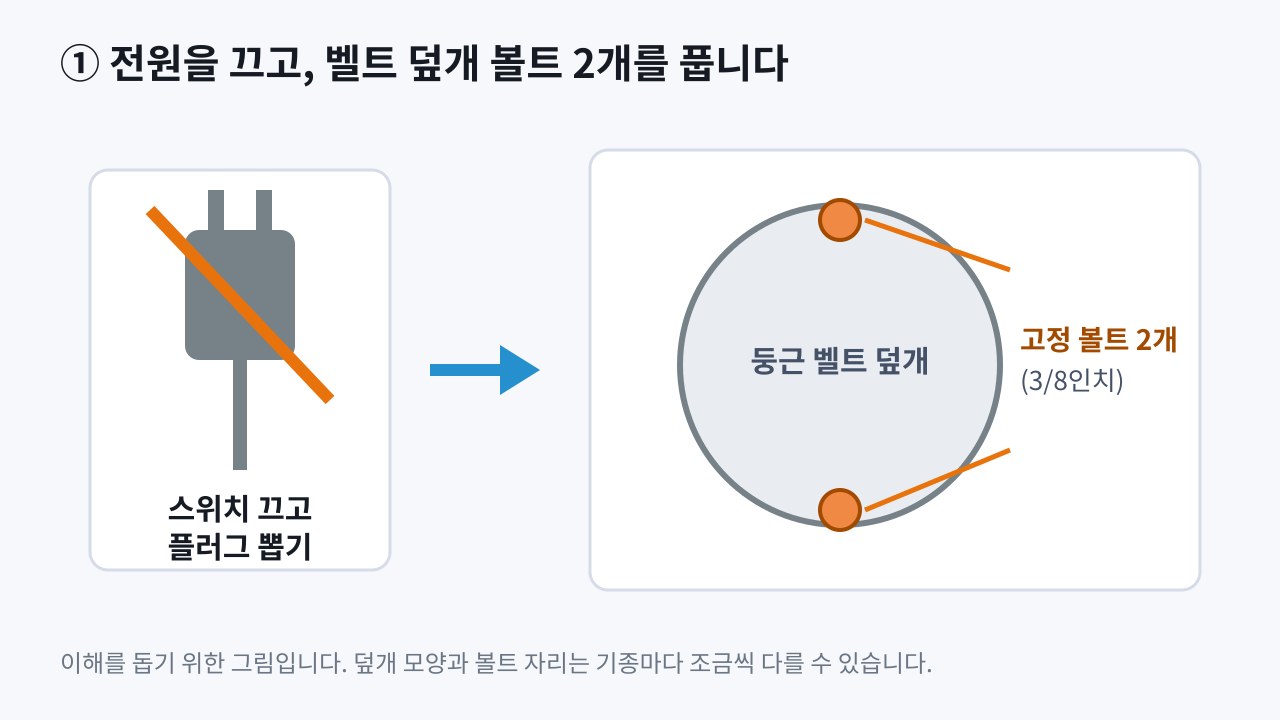 ① 전원을 끄고, 벨트 덮개 볼트 2개를 풉니다
스위치 끄고
플러그 뽑기
둥근 벨트 덮개
고정 볼트 2개
(3/8인치)
이해를 돕기 위한 그림입니다. 덮개 모양과 볼트 자리는 기종마다 조금씩 다를 수 있습니다.